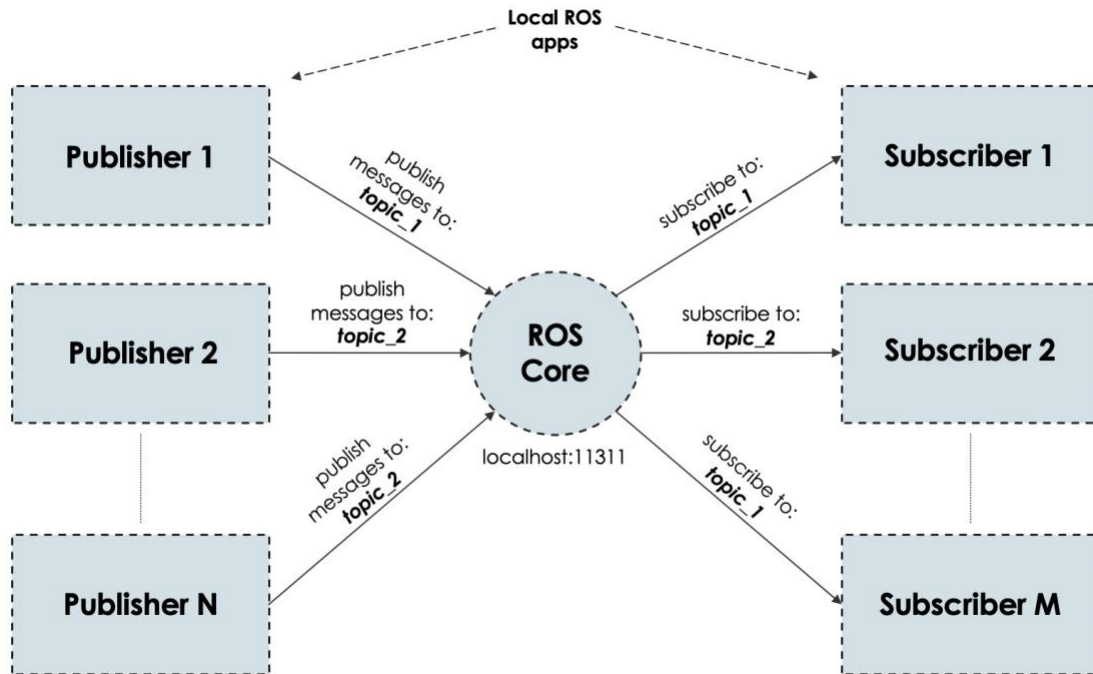 Local ROS
apps
Publisher 1
publish
messages to:
topic_1
subscribe to:
topic_1
Subscriber 1
Publisher 2
publish
messages to:
topic_2
ROS
Core
subscribe to:
topic_2
Subscriber 2
localhost:11311
publish
messages to:
topic_2
subscribe to:
topic_1
Publisher N
Subscriber M